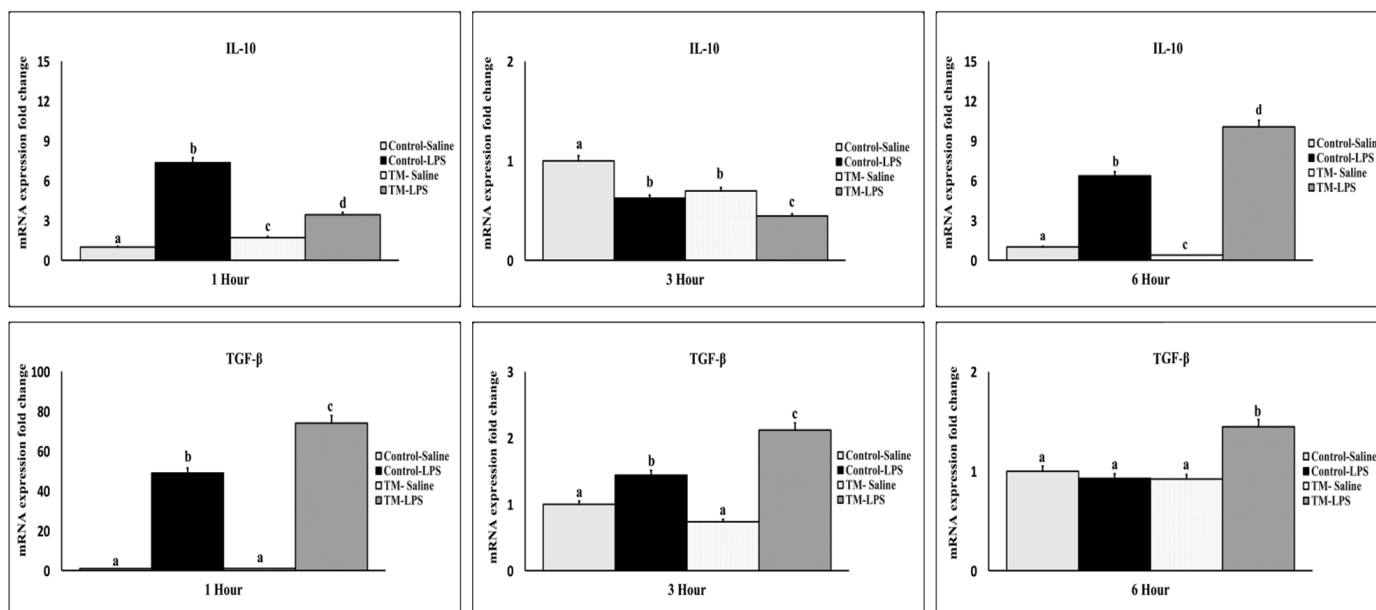 IL-10
mRNA expression fold change
15
12
9
6
3
0
a
b
c
d
1 Hour
Control-Saline
Control-LPS
TM- Saline
TM-LPS
IL-10
mRNA expression fold change
2
1
0
a
b
b
c
3 Hour
Control-Saline
Control-LPS
TM- Saline
TM-LPS
IL-10
mRNA expression fold change
15
12
9
6
3
0
a
b
c
d
6 Hour
Control-Saline
Control-LPS
TM- Saline
TM-LPS
TGF-β
mRNA expression fold change
100
80
60
40
20
0
a
b
a
c
1 Hour
Control-Saline
Control-LPS
TM- Saline
TM-LPS
TGF-β
mRNA expression fold change
3
2
1
0
a
b
a
c
3 Hour
Control-Saline
Control-LPS
TM- Saline
TM-LPS
TGF-β
mRNA expression fold change
2
1
0
a
a
a
b
6 Hour
Control-Saline
Control-LPS
TM- Saline
TM-LPS